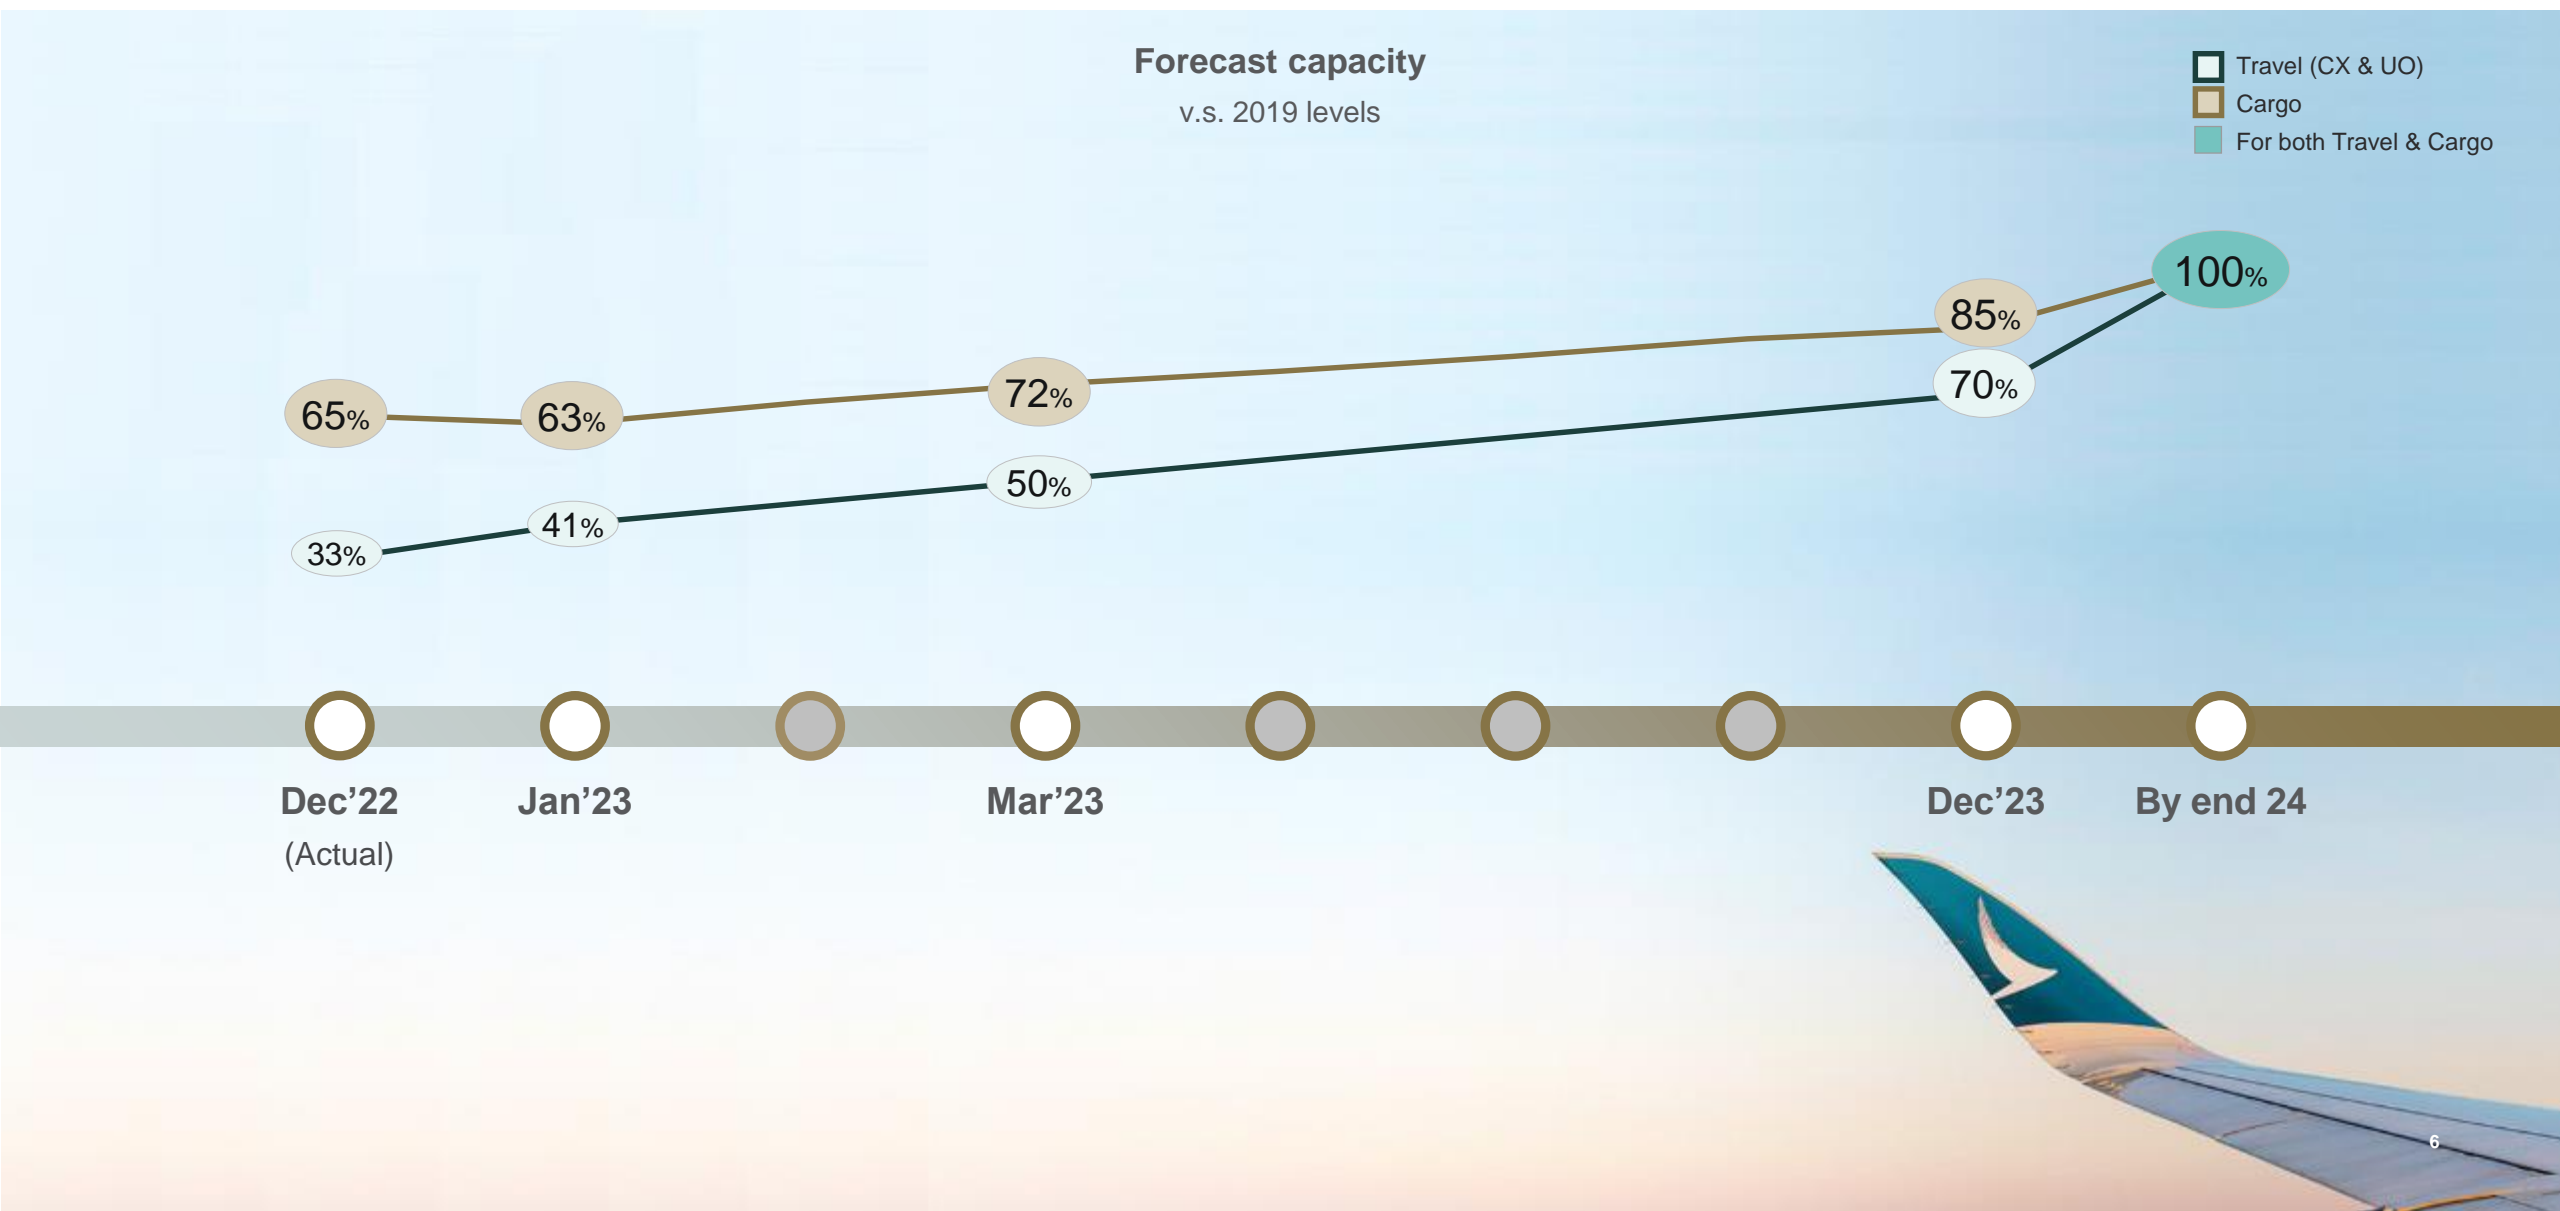 Forecast capacity
v.s. 2019 levels
Travel (CX & UO)
Cargo
For both Travel & Cargo
100%
85%
70%
72%
65%
63%
50%
41%
33%
Dec’22
Jan’23
Mar’23
Dec’23
By end 24
(Actual)
6